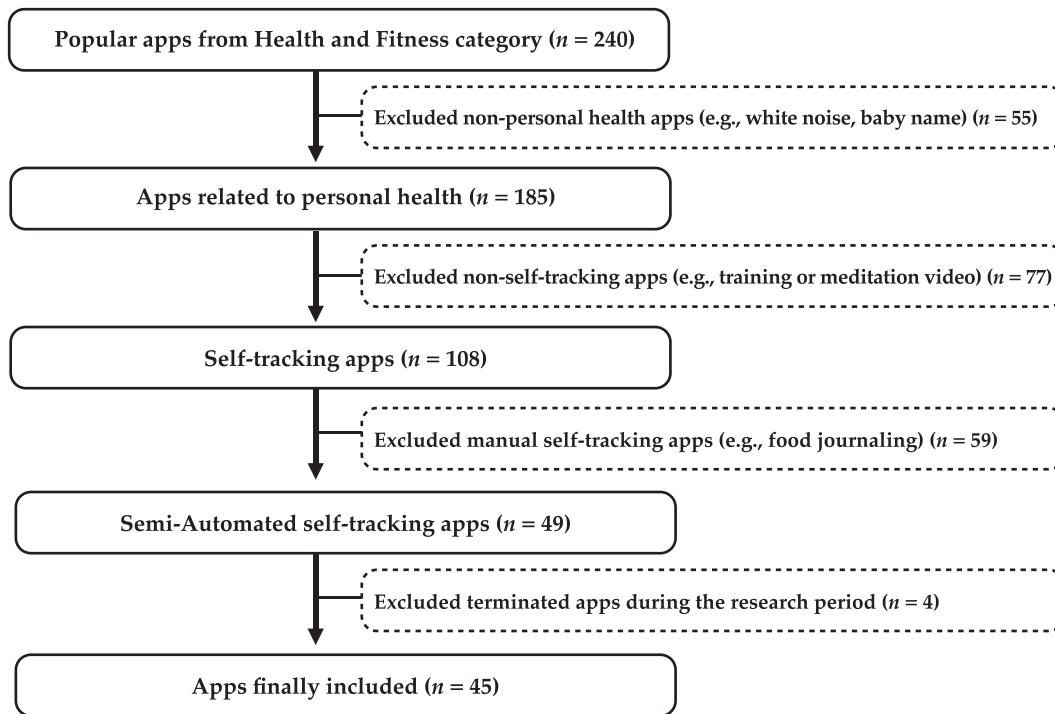 Popular apps from Health and Fitness category (n = 240)
Excluded non-personal health apps (e.g., white noise, baby name) (n = 55)
Apps related to personal health (n = 185)
Excluded non-self-tracking apps (e.g., training or meditation video) (n = 77)
Self-tracking apps (n = 108)
Excluded manual self-tracking apps (e.g., food journaling) (n = 59)
Semi-Automated self-tracking apps (n = 49)
Excluded terminated apps during the research period (n = 4)
Apps finally included (n = 45)